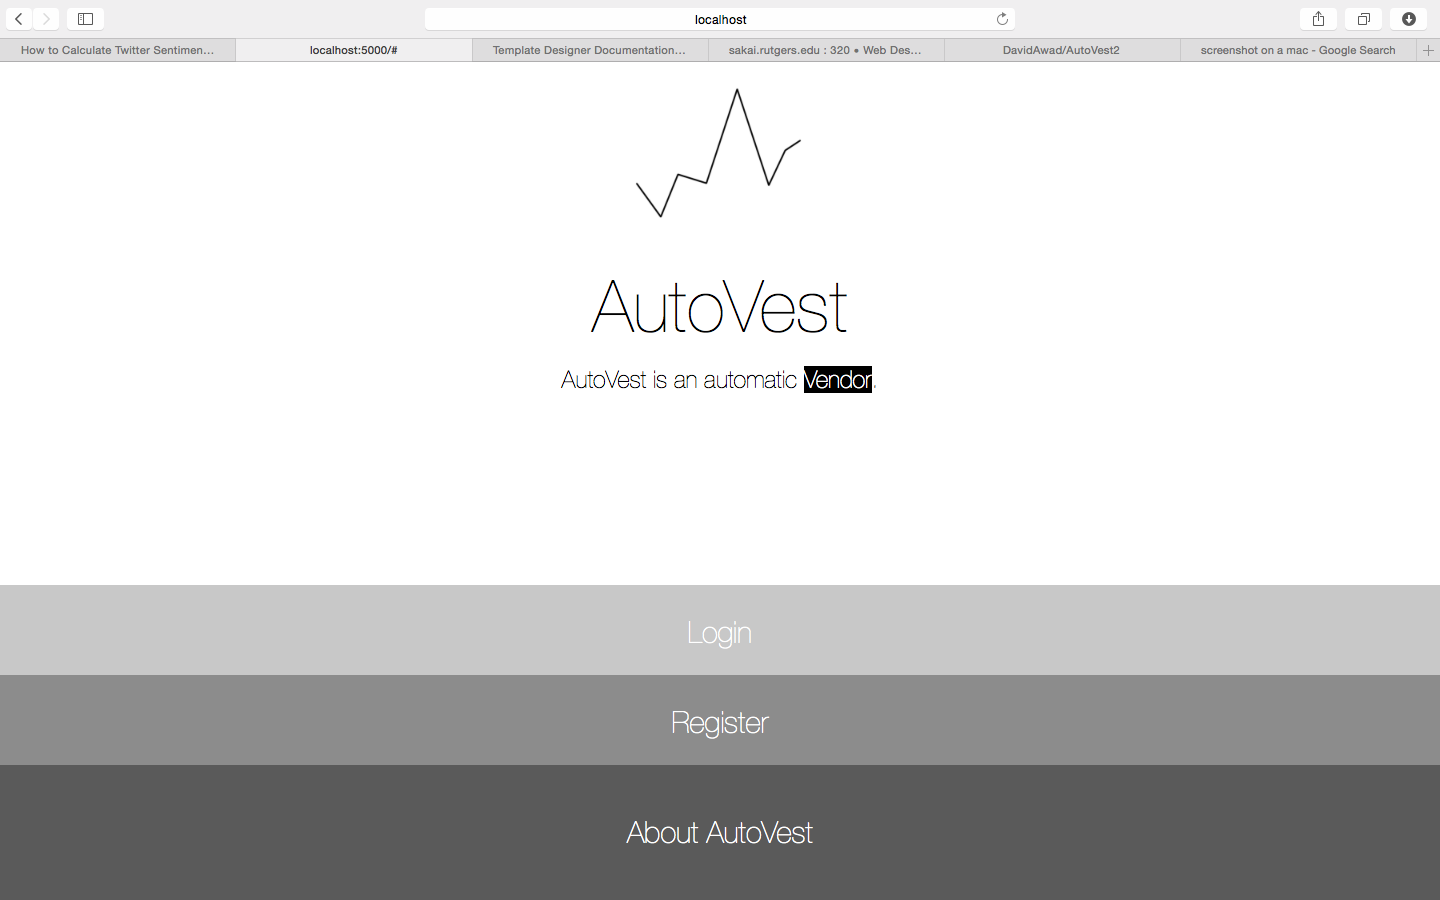 localhost
How to Calculate Twitter Sentimen...
localhost:5000/#
Template Designer Documentation...
sakai.rutgers.edu : 320 • Web Des...
DavidAwad/AutoVest2
screenshot on a mac - Google Search
AutoVest
AutoVest is an automatic Vendor.
Login
Register
About AutoVest